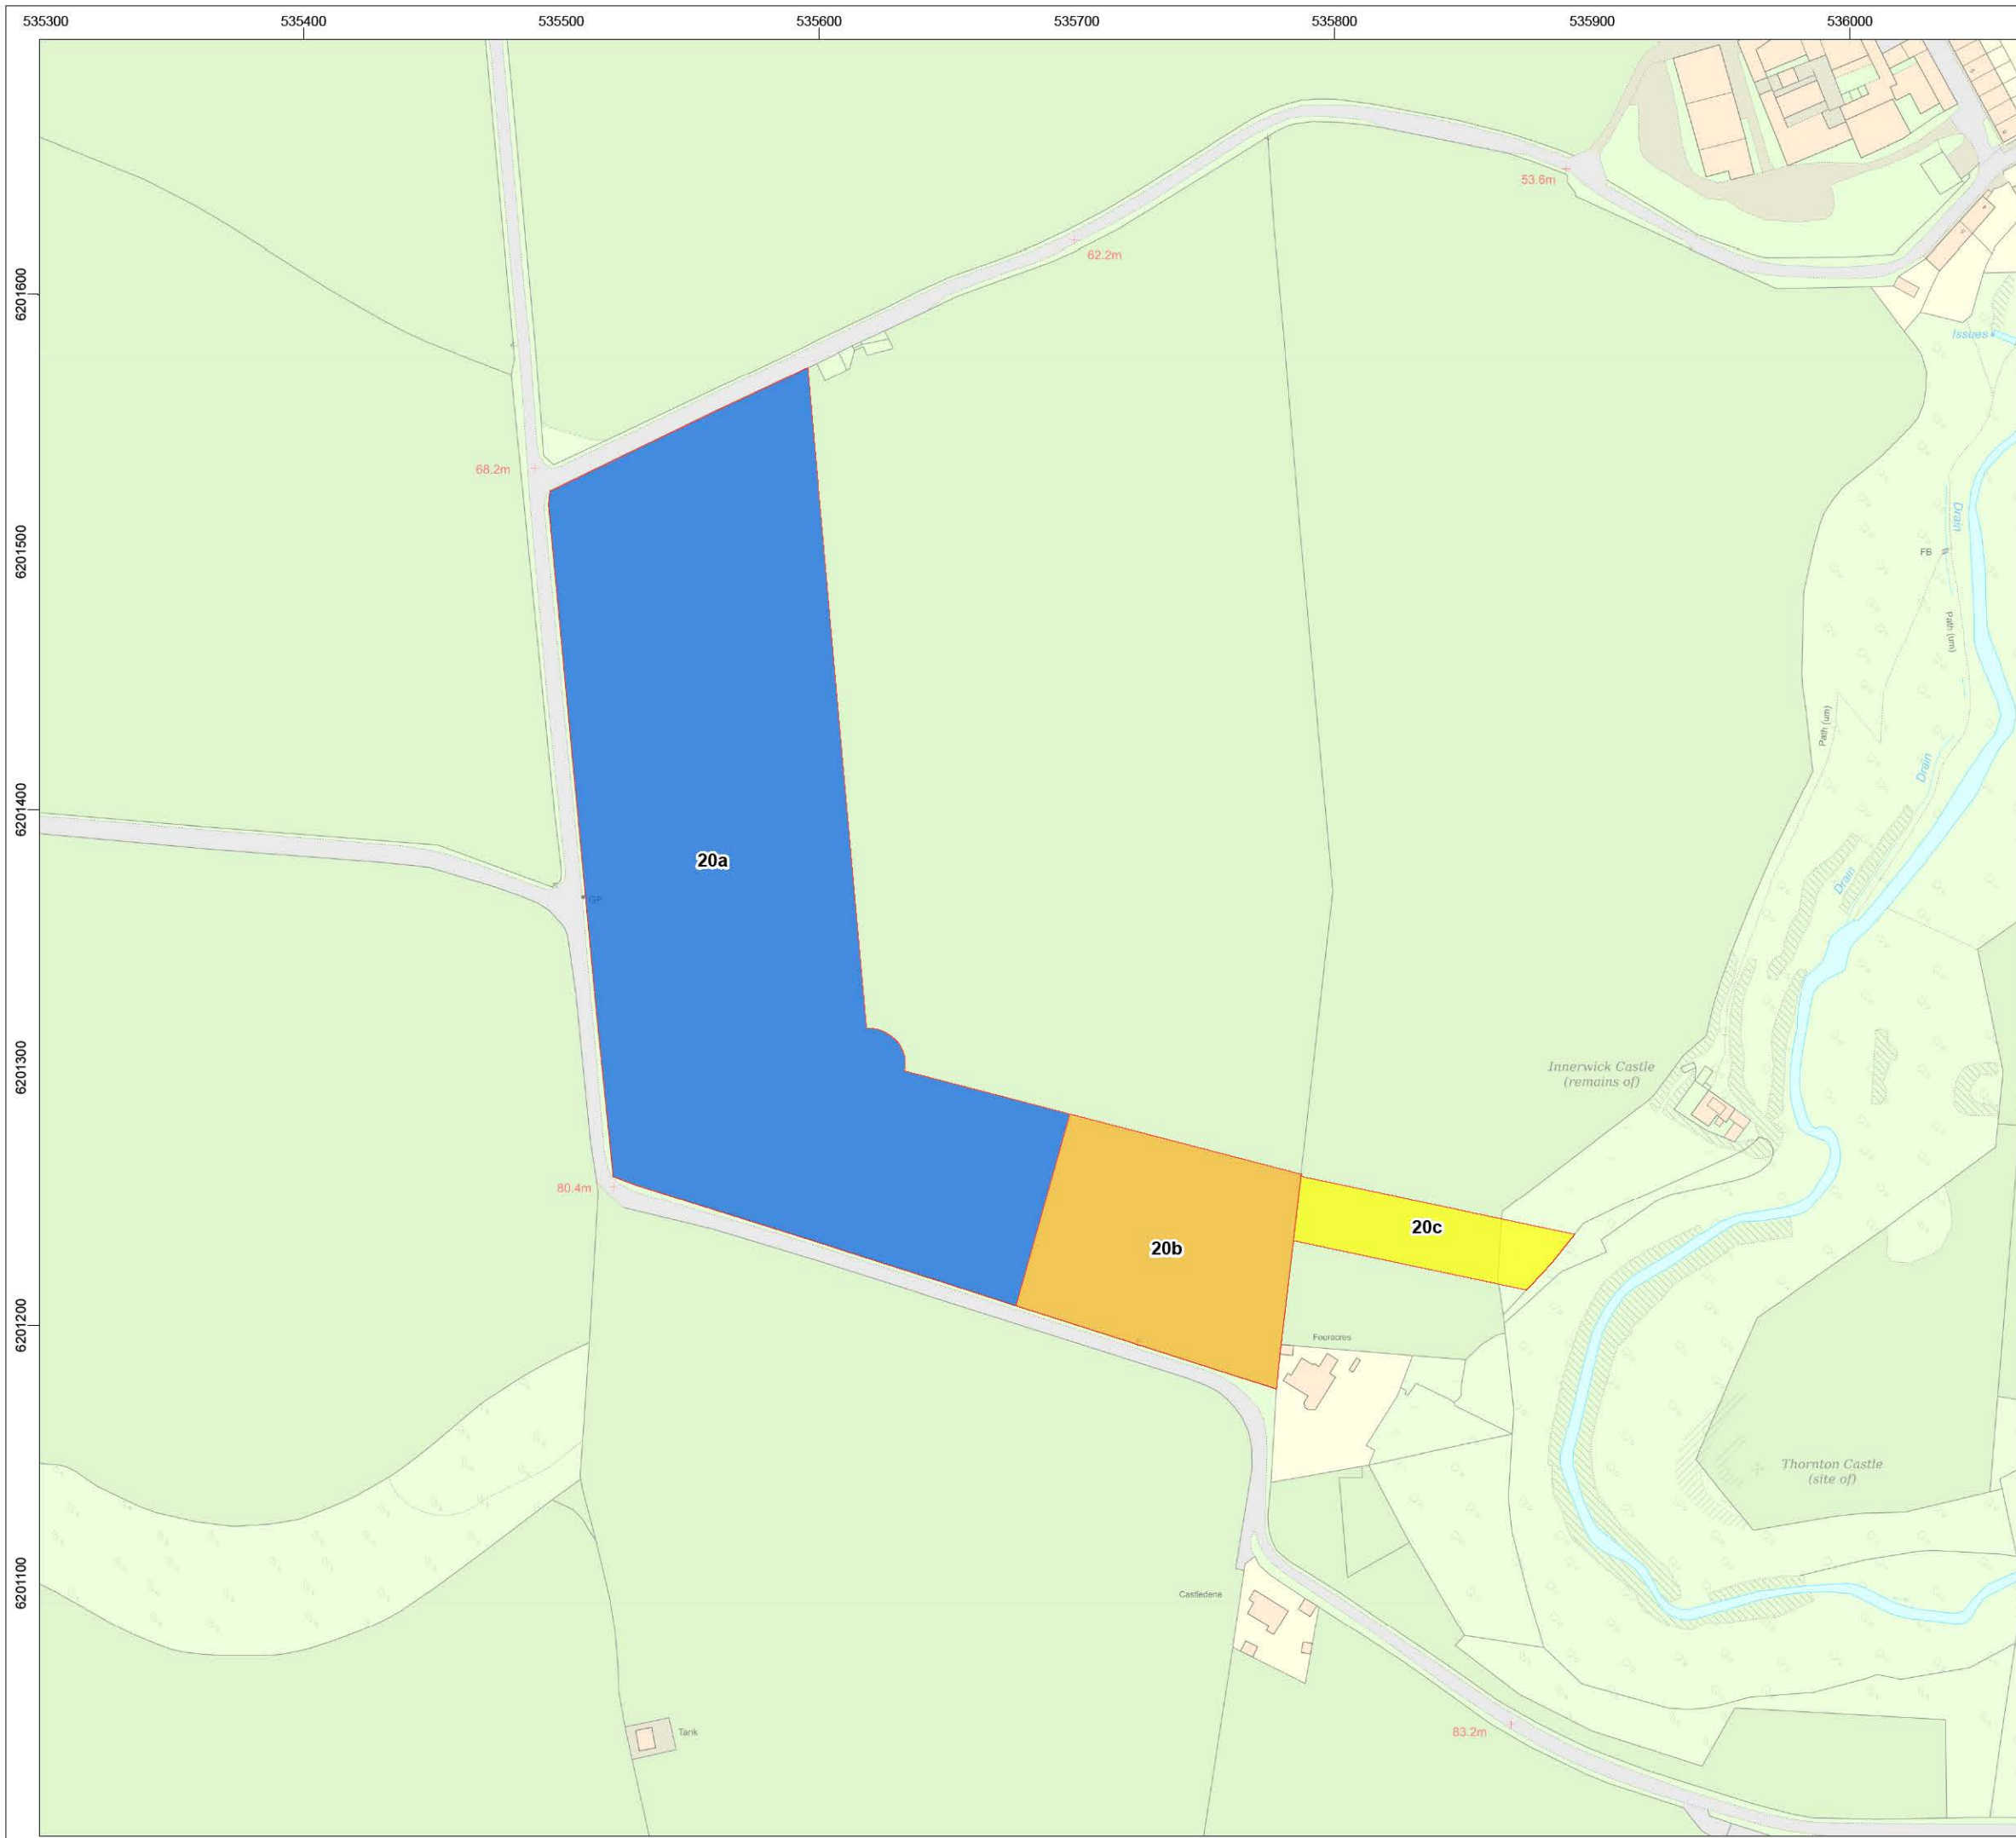 535300
535400
535500
535600
535700
535800
535900
536000
53.6m
62.2m
6201600
Issues
68.2m
Drain
6201500
FB
Path (um)
Path (um)
Drain
6201400
20a
Drain
GP
6201300
Innerwick Castle
(remains of)
80.4m
20c
20b
6201200
Fouracres
Thornton Castle
(site of)
6201100
Castledene
Tank
83.2m